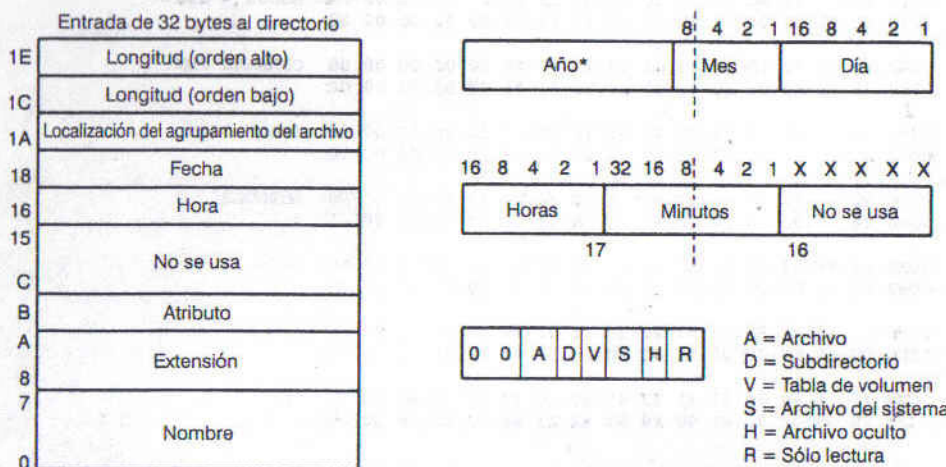 Entrada de 32 bytes al directorio
1E Longitud (orden alto)
1C Longitud (orden bajo)
1A Localización del agrupamiento del archivo
18 Fecha
16 Hora
15
No se usa
C
B Atributo
A
Extensión
8
7
Nombre
0
8 4 2 1 16 8 4 2 1
Año* Mes Día
16 8 4 2 1 32 16 8 4 2 1 X X X X X
Horas Minutos No se usa
17 16
0 0 A D V S H R
A = Archivo
D = Subdirectorio
V = Tabla de volumen
S = Archivo del sistema
H = Archivo oculto
R = Sólo lectura